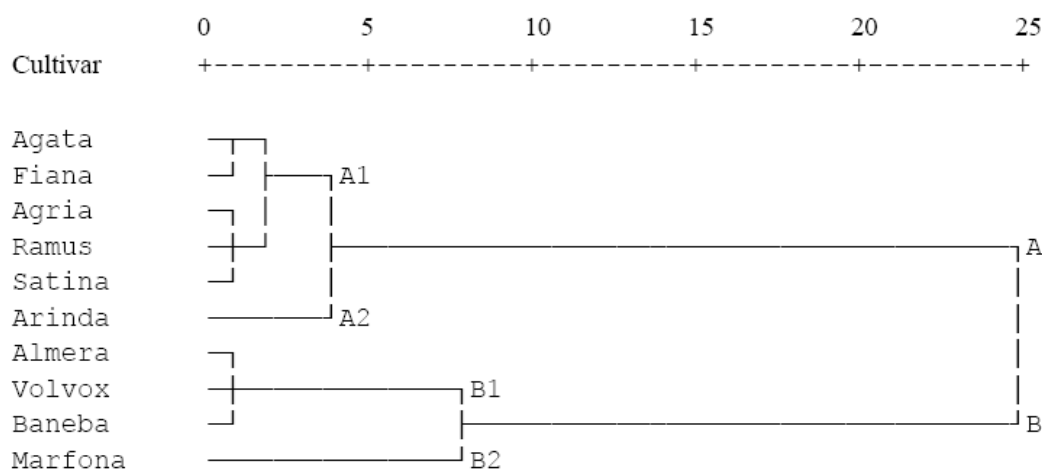 0 5 10 15 20 25
Cultivar
Agata
Fiana A1
Agria
Ramus A
Satina
Arinda A2
Almera
Volvox B1
Baneba B
Marfona B2